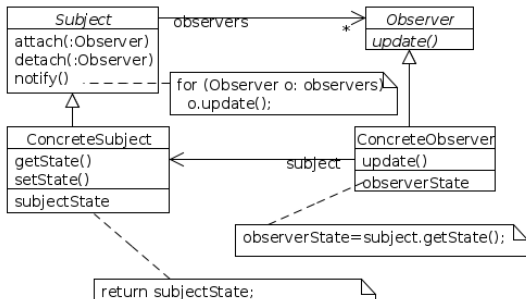 Subject
attach(:Observer)
detach(:Observer)
notify()
observers
*
Observer
update()
for (Observer o: observers)
o.update();
ConcreteSubject
getState()
setState()
subjectState
subject
ConcreteObserver
update()
observerState
observerState=subject.getState();
return subjectState;